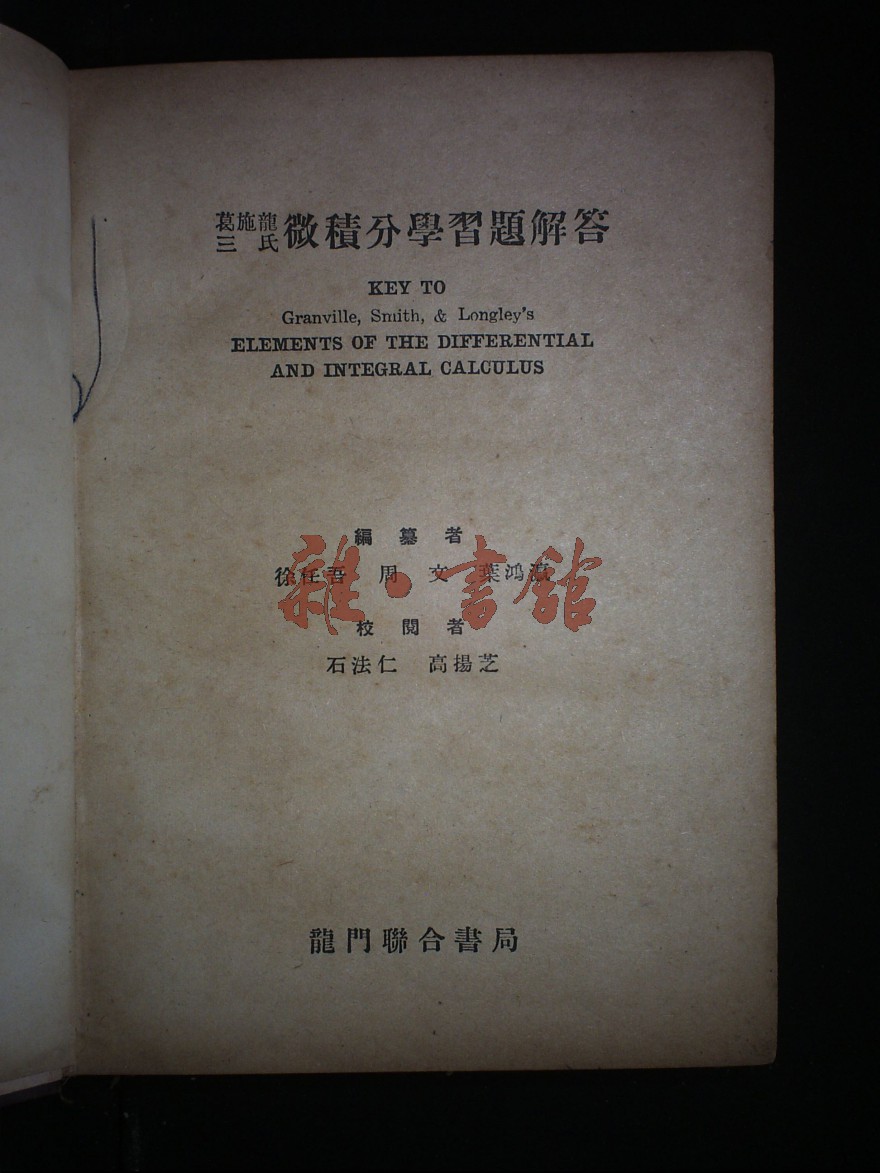 葛施龍三氏微積分學習題解答
KEY TO
Granville, Smith, & Longley's
ELEMENTS OF THE DIFFERENTIAL
AND INTEGRAL CALCULUS
編纂者
徐任吾 周文 葉鴻瀛
雜·書館
校閱者
石法仁 高揚芝
龍門聯合書局